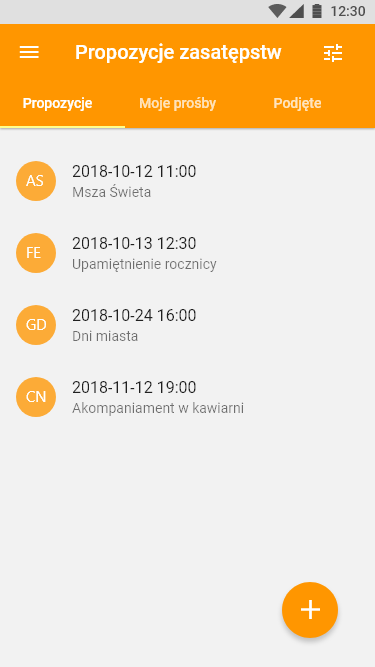 12:30
Propozycje zasatępstw
Propozycje Moje prośby Podjęte
AS
2018-10-12 11:00
Msza Święta
FE
2018-10-13 12:30
Upamiętnienie rocznicy
GD
2018-10-24 16:00
Dni miasta
CN
2018-11-12 19:00
Akompaniament w kawiarni